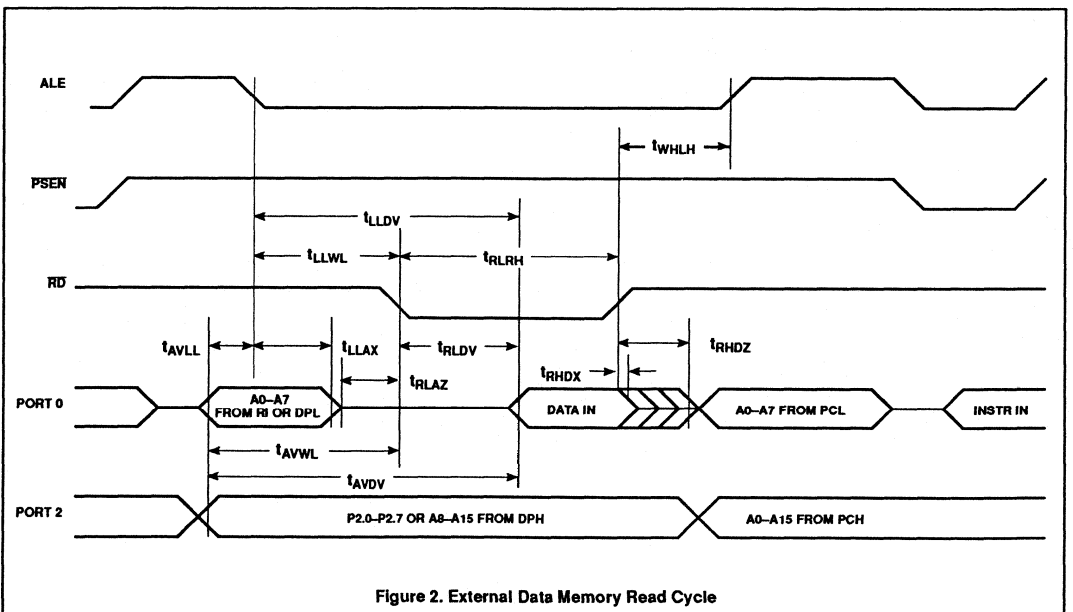 ALE
tWHLH
PSEN
tLLDV
tLLWL
tRLRH
RD
tAVLL
tLLAX
tRLDV
tRHDZ
tRLAZ
tRHDX
PORT 0
A0–A7
FROM RI OR DPL
DATA IN
A0–A7 FROM PCL
INSTR IN
tAVWL
tAVDV
PORT 2
P2.0–P2.7 OR A8–A15 FROM DPH
A0–A15 FROM PCH
Figure 2. External Data Memory Read Cycle